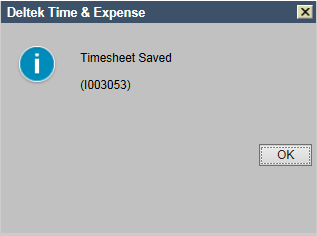 Deltek Time & Expense
Timesheet Saved
(I003053)
OK